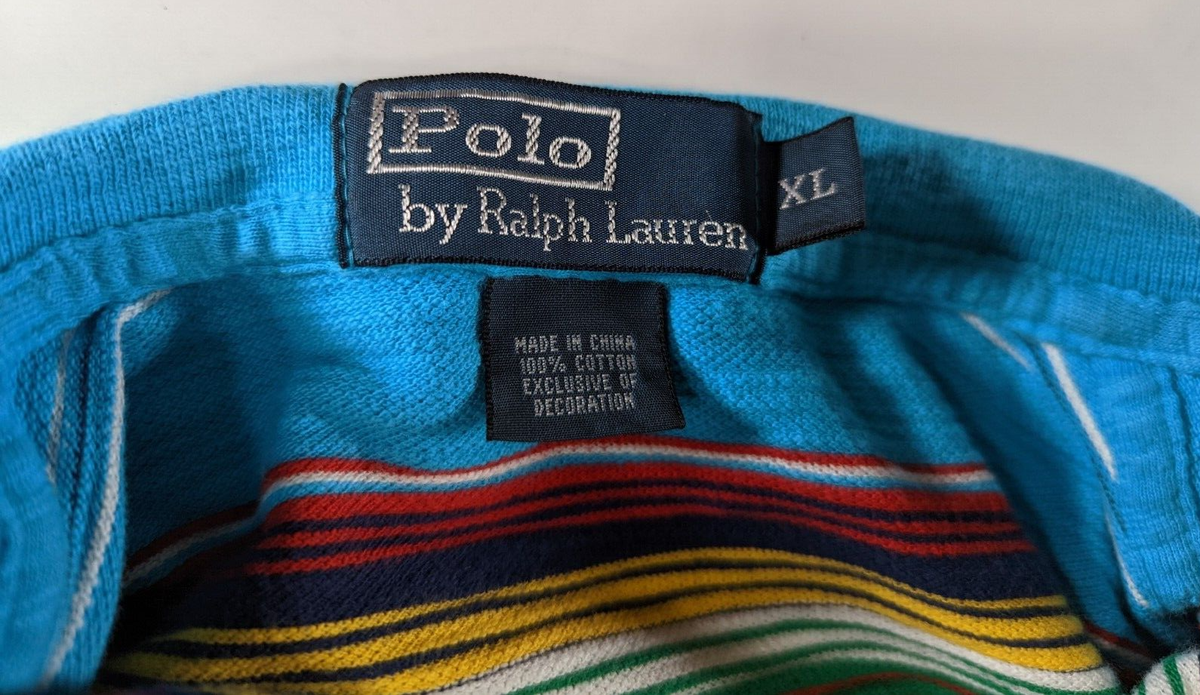 Polo
by Ralph Lauren
XL
MADE IN CHINA
100% COTTON
EXCLUSIVE OF
DECORATION